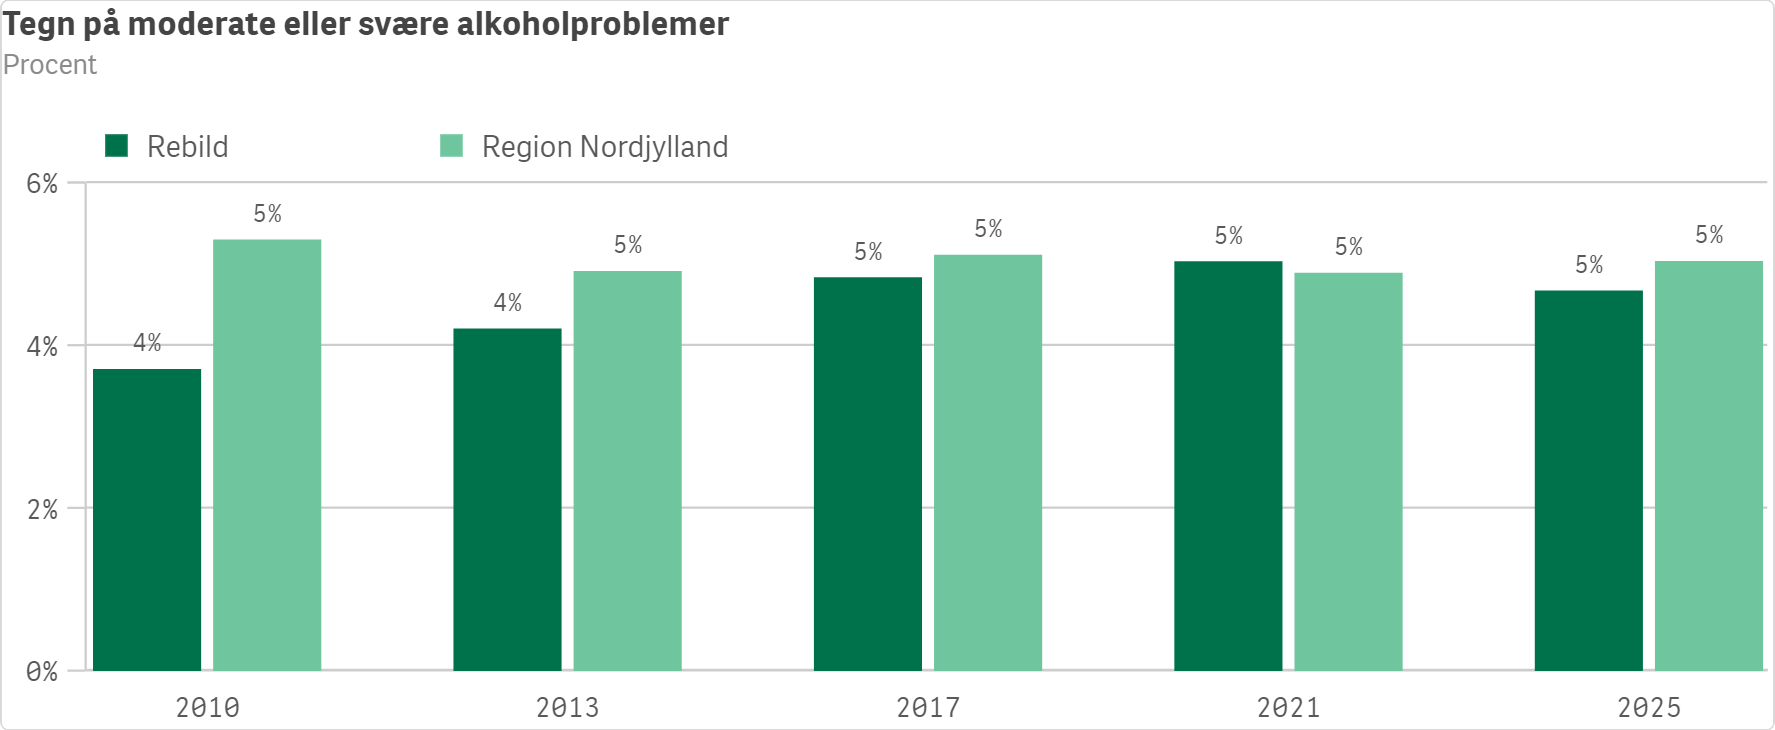 Tegn på moderate eller svære alkoholproblemer
Procent
Rebild Region Nordjylland
6%
4%
2%
0%
4% 5%
4% 5%
5% 5%
5% 5%
5% 5%
2010 2013 2017 2021 2025